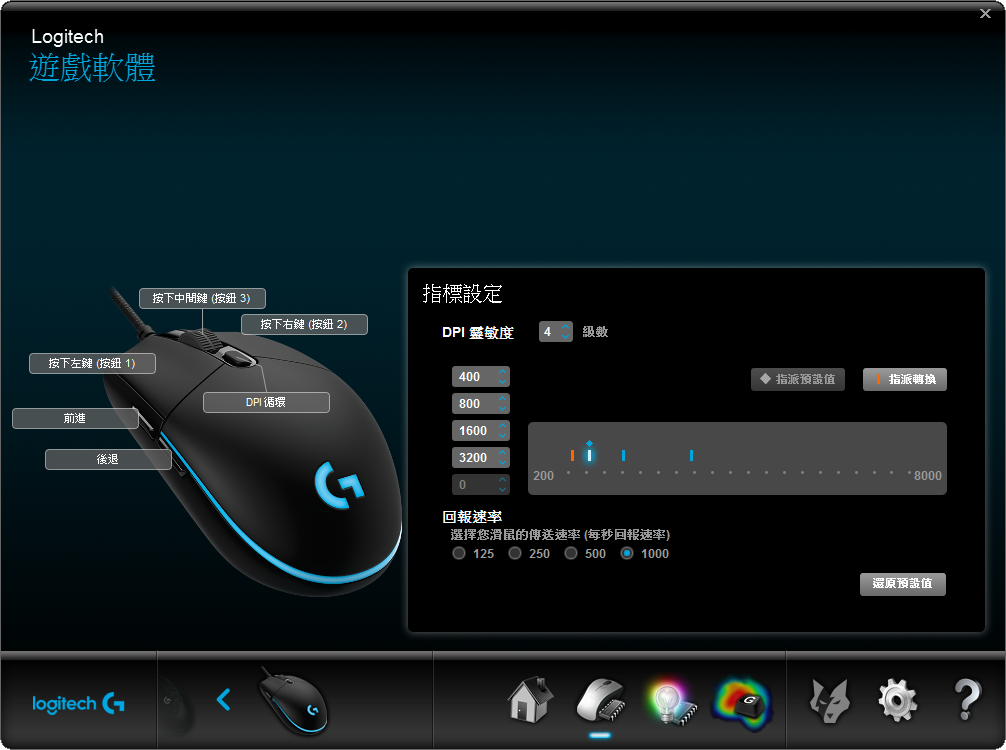 Logitech
遊戲軟體
按下中間鍵 (按鈕 3)
按下右鍵 (按鈕 2)
按下左鍵 (按鈕 1)
DPI 循環
前進
後退
指標設定
DPI 靈敏度 4 級數
400
800
1600
3200
0
指派預設值
指派轉換
200 8000
回報速率
選擇您滑鼠的傳送速率 (每秒回報速率)
125 250 500 1000
還原預設值
logitech G